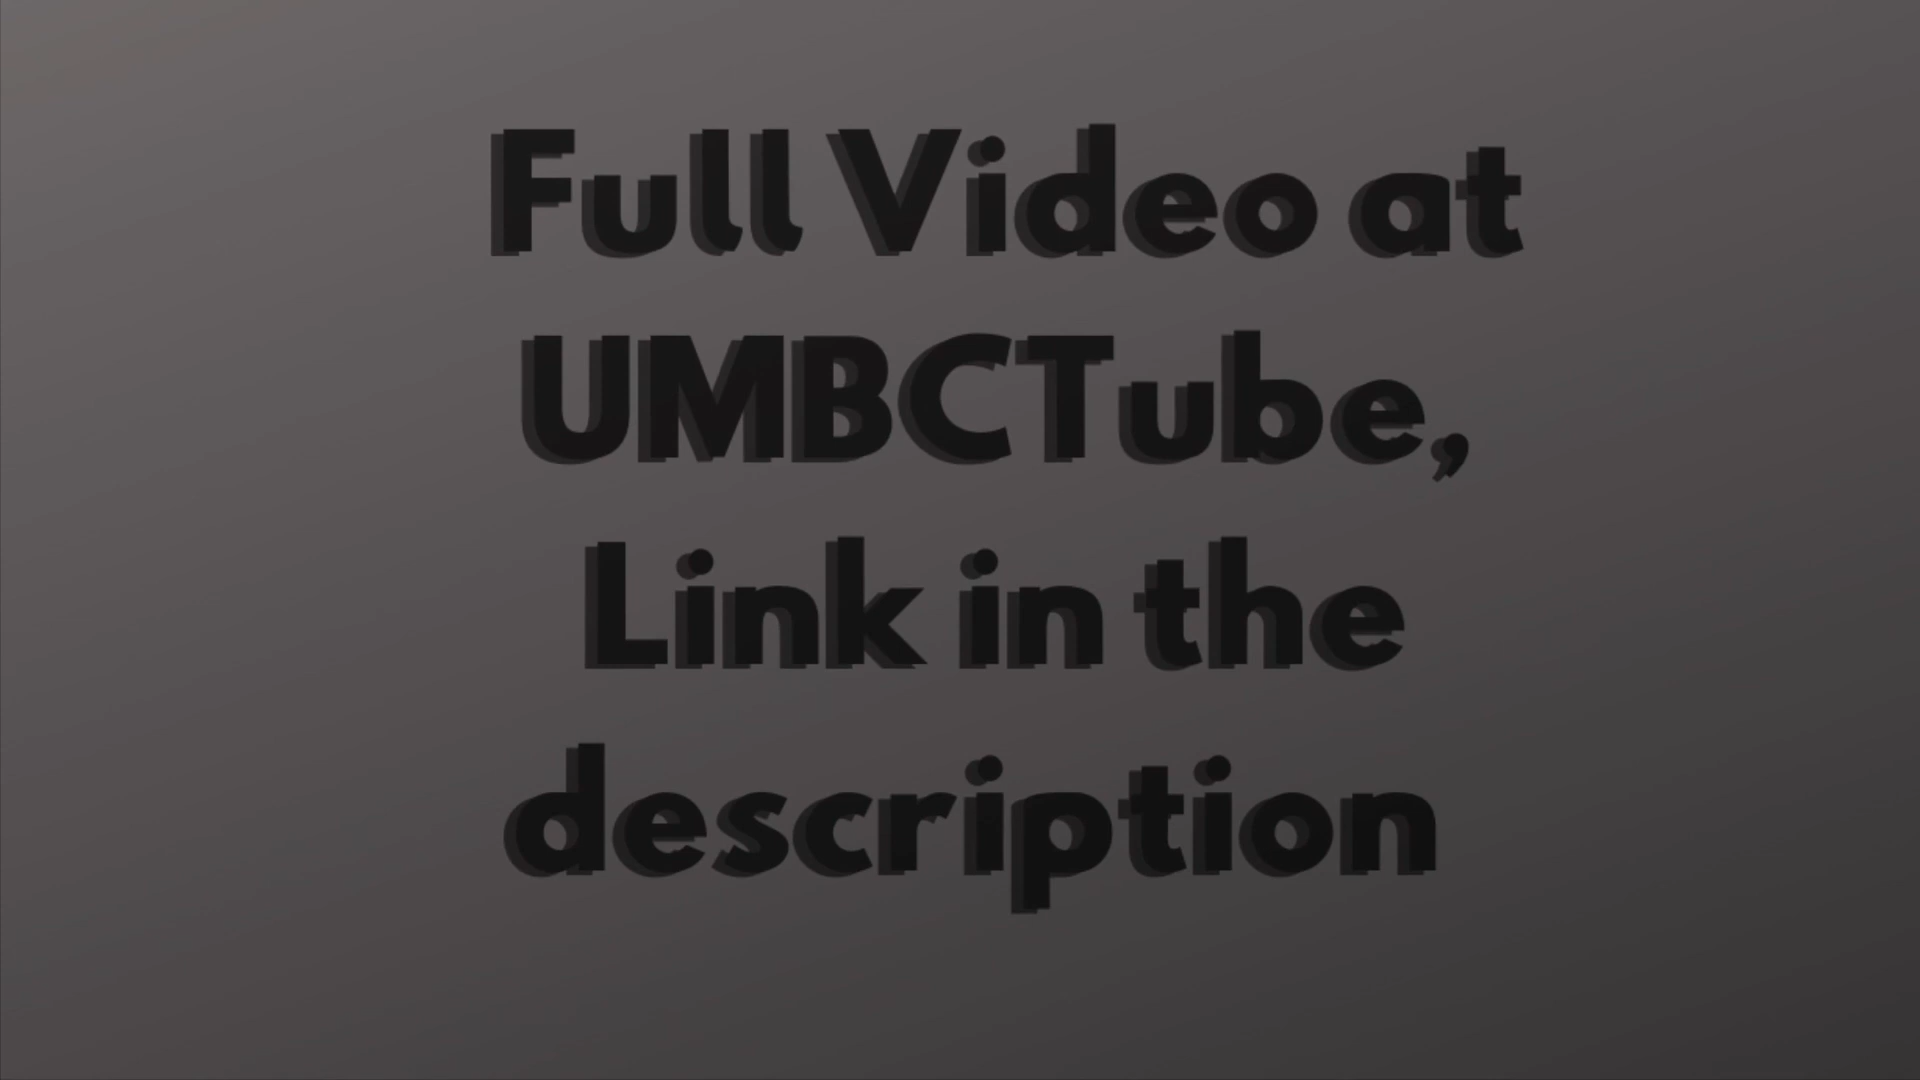 Full Video at
UMBCTube,
Link in the
description